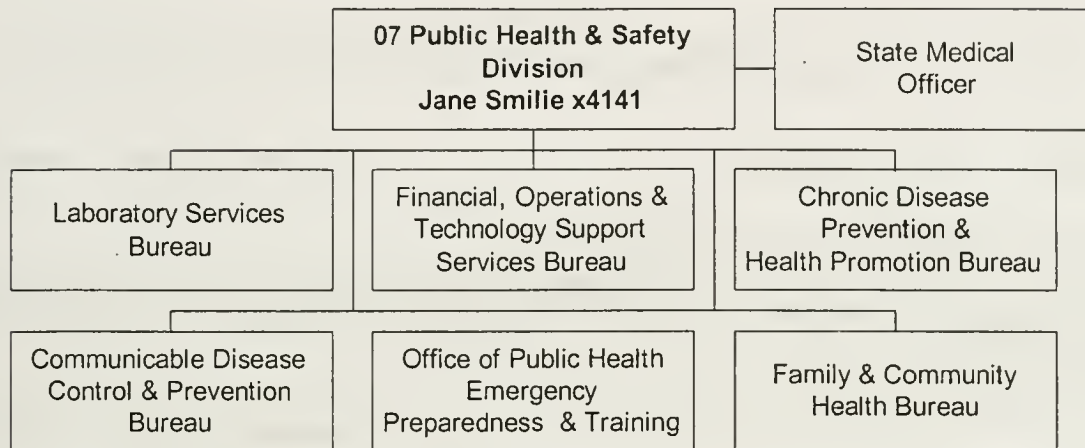 07 Public Health & Safety
Division
Jane Smilie x4141
State Medical
Officer
Laboratory Services
Bureau
Financial, Operations &
Technology Support
Services Bureau
Chronic Disease
Prevention &
Health Promotion Bureau
Communicable Disease
Control & Prevention
Bureau
Office of Public Health
Emergency
Preparedness & Training
Family & Community
Health Bureau